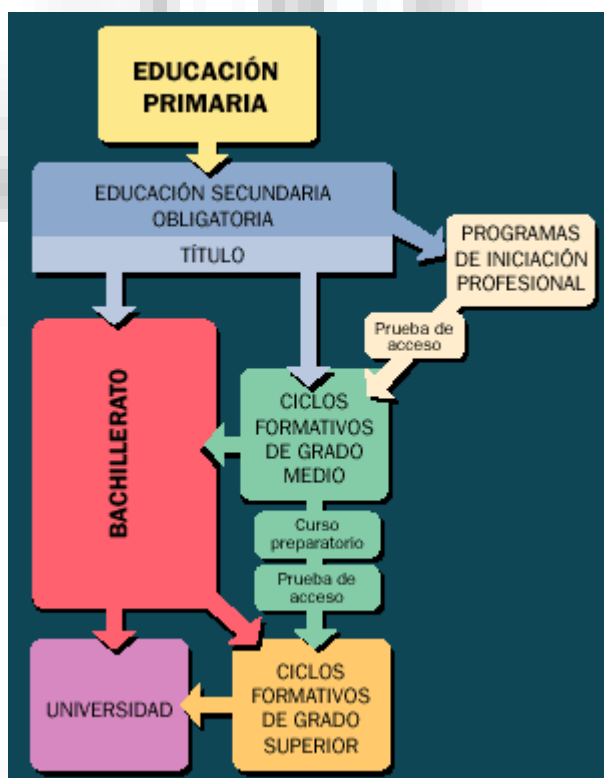 EDUCACIÓN
PRIMARIA
EDUCACIÓN SECUNDARIA
OBLIGATORIA
TÍTULO
PROGRAMAS
DE INICIACIÓN
PROFESIONAL
Prueba de
acceso
BACHILLERATO
CICLOS
FORMATIVOS
DE GRADO
MEDIO
Curso
preparatorio
Prueba de
acceso
UNIVERSIDAD
CICLOS
FORMATIVOS
DE GRADO
SUPERIOR